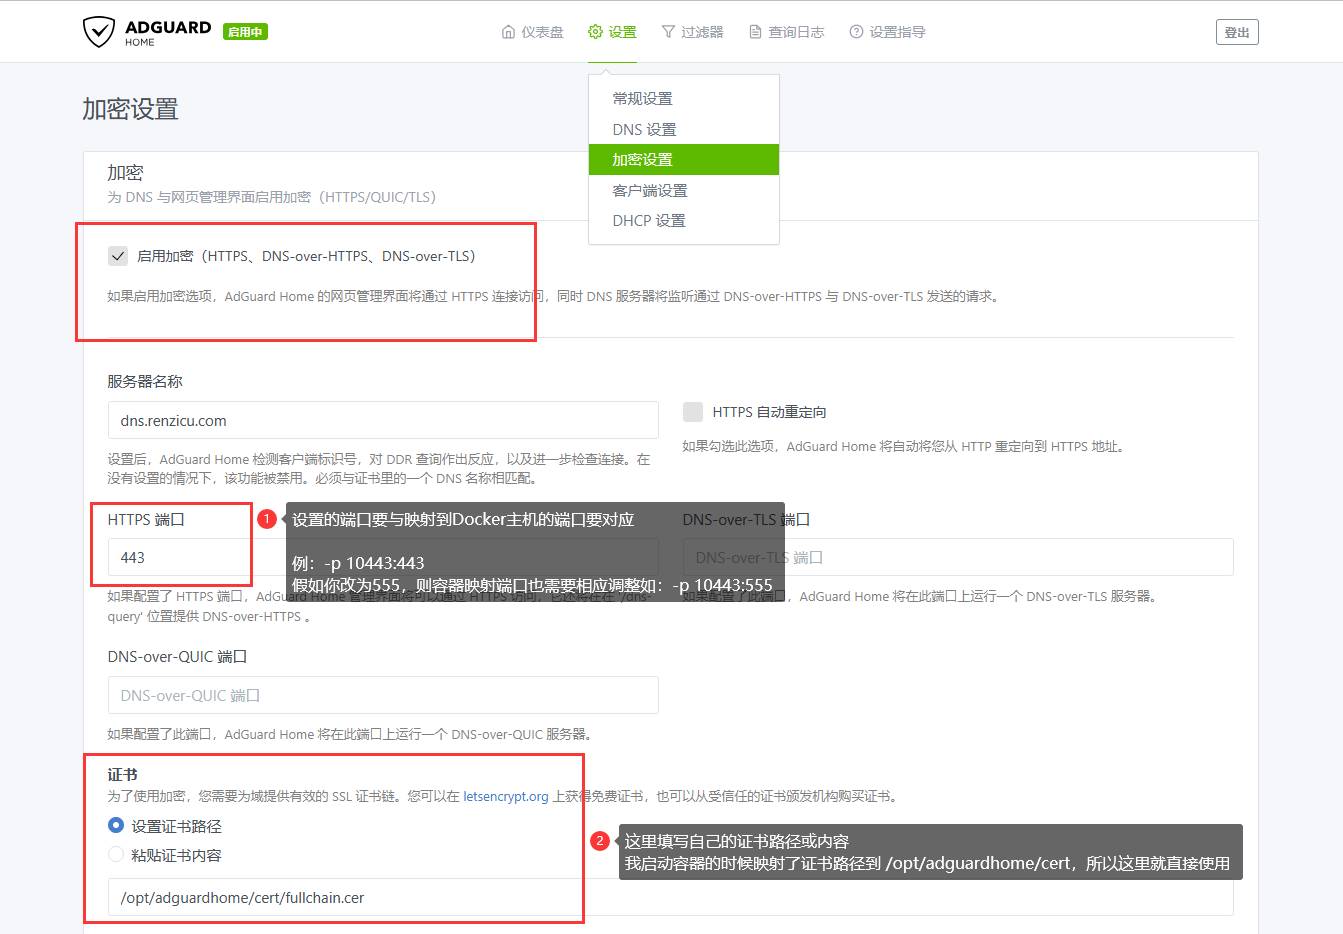 ADGUARD
HOME
启用中
仪表盘
设置
过滤器
查询日志
设置指导
登出
常规设置
DNS 设置
加密设置
客户端设置
DHCP 设置
加密设置
加密
为 DNS 与网页管理界面启用加密（HTTPS/QUIC/TLS）
启用加密（HTTPS、DNS-over-HTTPS、DNS-over-TLS）
如果启用加密选项，AdGuard Home 的网页管理界面将通过 HTTPS 连接访问，同时 DNS 服务器将监听通过 DNS-over-HTTPS 与 DNS-over-TLS 发送的请求。
服务器名称
dns.renzicu.com
设置后，AdGuard Home 检测客户端标识号，对 DDR 查询作出反应，以及进一步检查连接。在
没有设置的情况下，该功能被禁用。必须与证书里的一个 DNS 名称相匹配。
HTTPS 自动重定向
如果勾选此选项，AdGuard Home 将自动将您从 HTTP 重定向到 HTTPS 地址。
HTTPS 端口
443
1
设置的端口要与映射到Docker主机的端口要对应
例：-p 10443:443
假如你改为555，则容器映射端口也需要相应调整如：-p 10443:555
如果配置了 HTTPS 端口，AdGuard Home 管理界面将可以通过 HTTPS 访问，它还将在在 '/dns-
query' 位置提供 DNS-over-HTTPS 。
DNS-over-TLS 端口
DNS-over-TLS 端口
如果配置了此端口，AdGuard Home 将在此端口上运行一个 DNS-over-TLS 服务器。
DNS-over-QUIC 端口
DNS-over-QUIC 端口
如果配置了此端口，AdGuard Home 将在此端口上运行一个 DNS-over-QUIC 服务器。
证书
为了使用加密，您需要为域提供有效的 SSL 证书链。您可以在 letsencrypt.org 上获得免费证书，也可以从受信任的证书颁发机构购买证书。
设置证书路径
粘贴证书内容
/opt/adguardhome/cert/fullchain.cer
2
这里填写自己的证书路径或内容
我启动容器的时候映射了证书路径到 /opt/adguardhome/cert，所以这里就直接使用